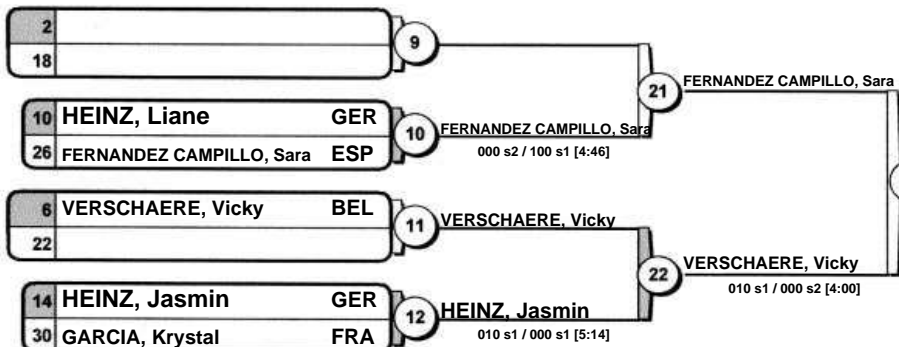 2
18
9
10 HEINZ, Liane GER
26 FERNANDEZ CAMPILLO, Sara ESP
10
FERNANDEZ CAMPILLO, Sara
000 s2 / 100 s1 [4:46]
21
FERNANDEZ CAMPILLO, Sara
6 VERSCHAERE, Vicky BEL
22
11
VERSCHAERE, Vicky
14 HEINZ, Jasmin GER
30 GARCIA, Krystal FRA
12
HEINZ, Jasmin
010 s1 / 000 s1 [5:14]
22
VERSCHAERE, Vicky
010 s1 / 000 s2 [4:00]